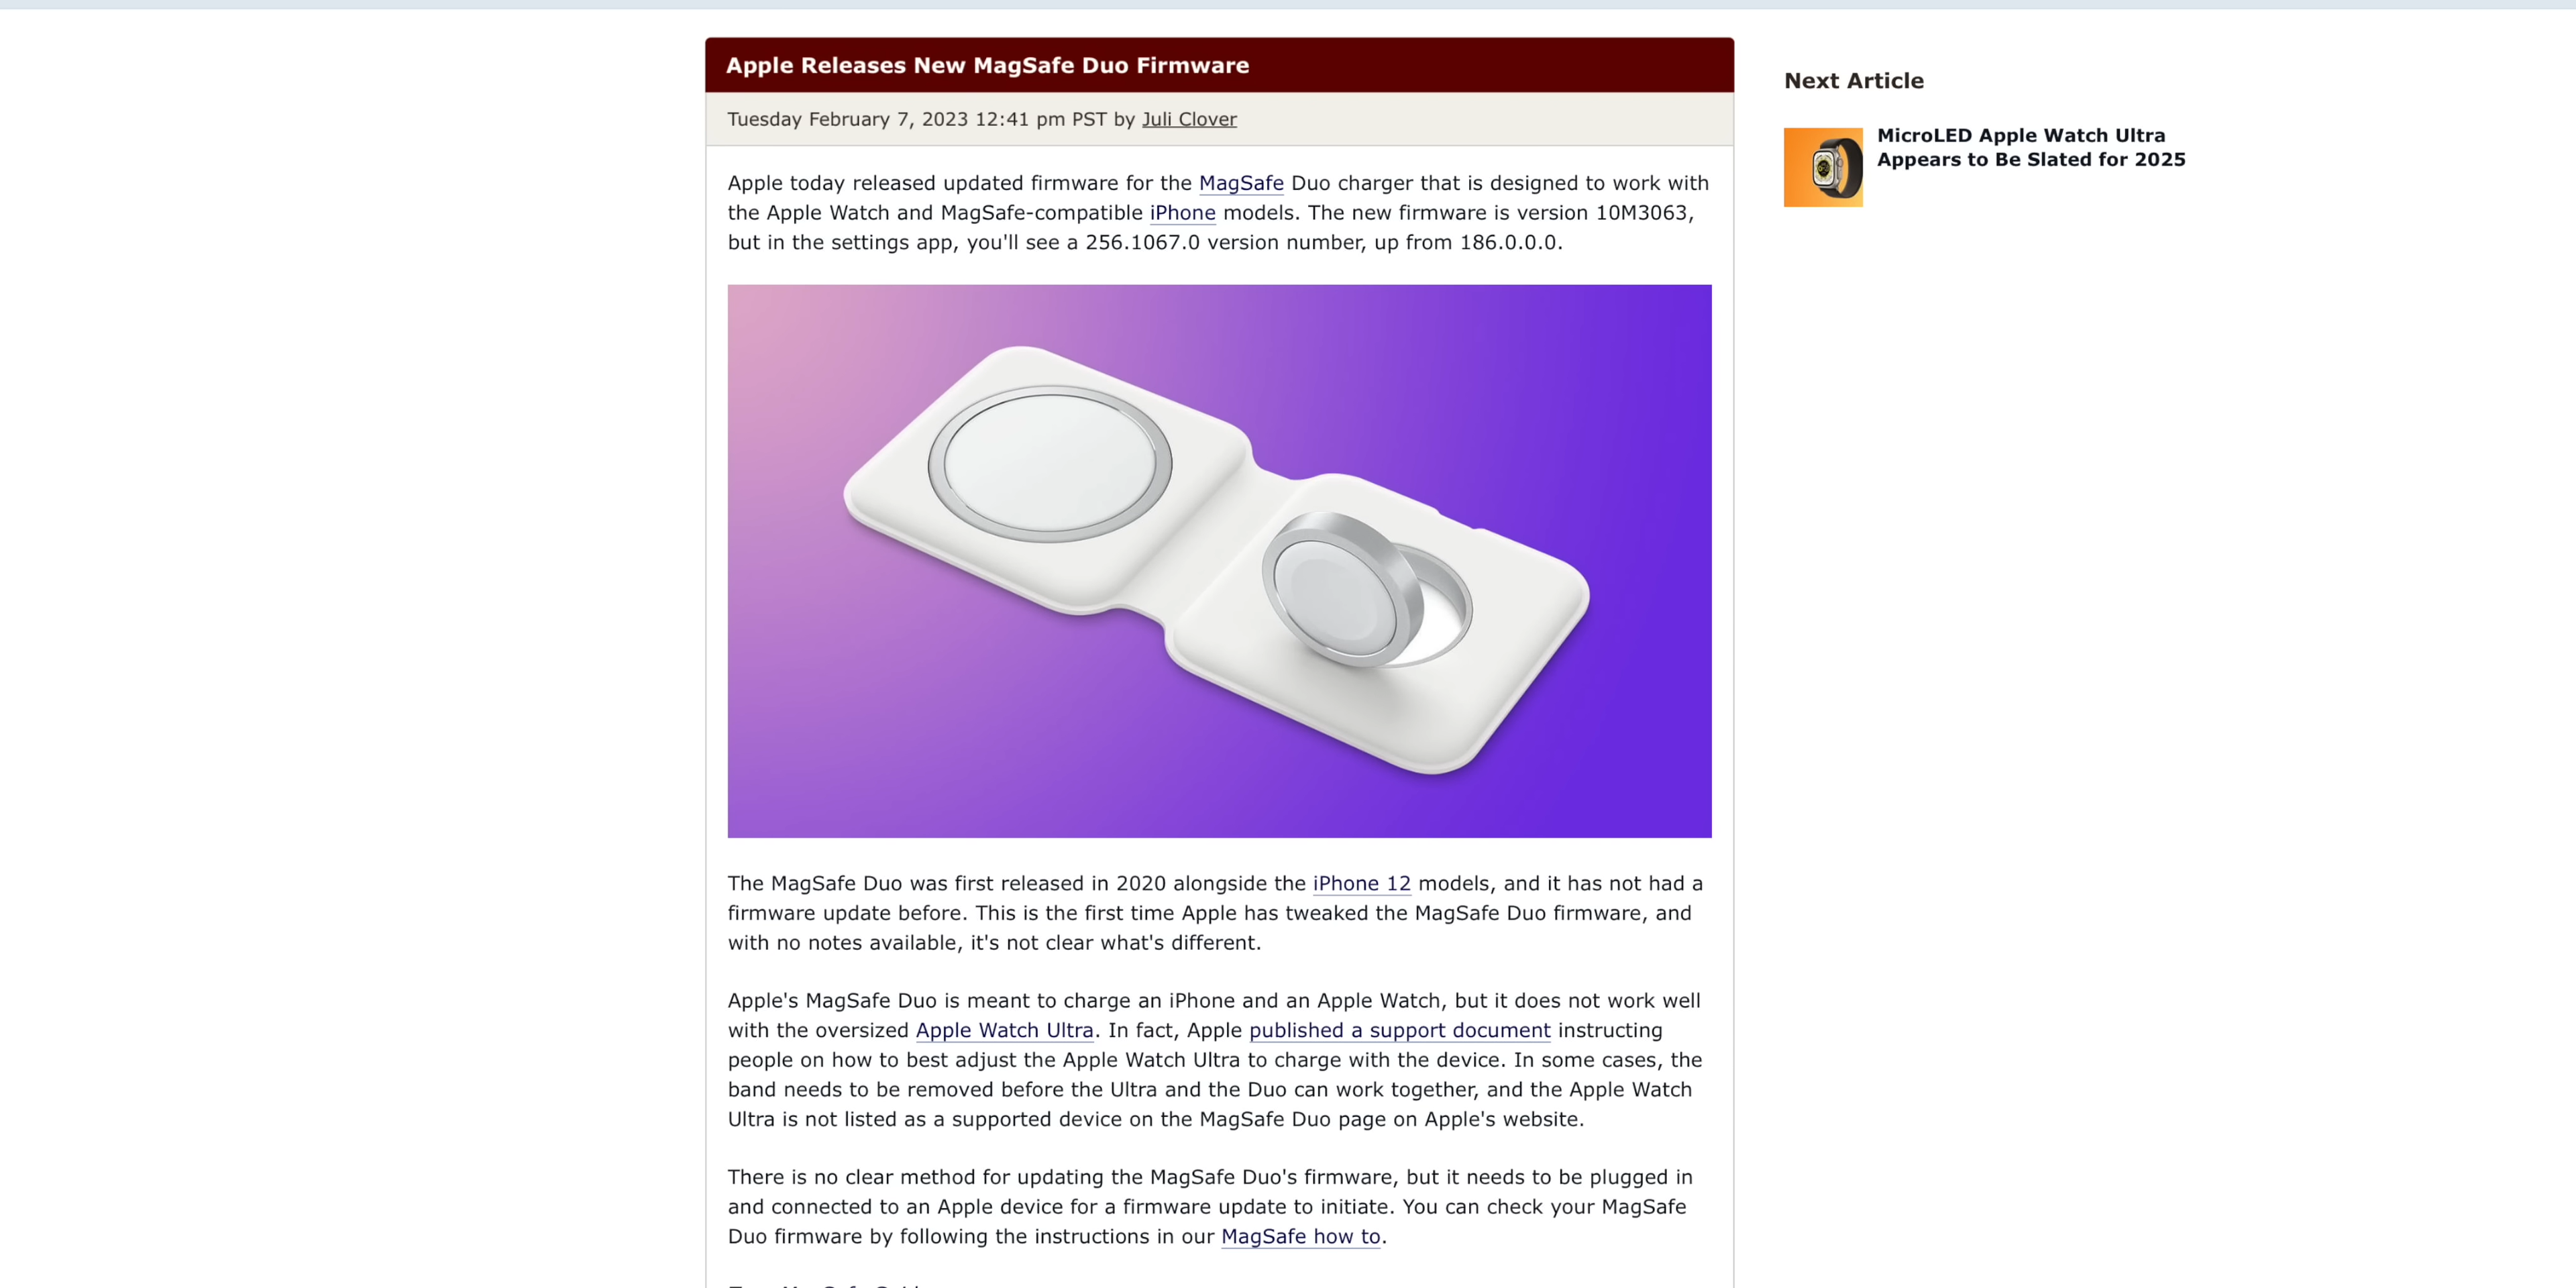 Apple Releases New MagSafe Duo Firmware
Tuesday February 7, 2023 12:41 pm PST by Juli Clover
Apple today released updated firmware for the MagSafe Duo charger that is designed to work with
the Apple Watch and MagSafe-compatible iPhone models. The new firmware is version 10M3063,
but in the settings app, you'll see a 256.1067.0 version number, up from 186.0.0.0.
The MagSafe Duo was first released in 2020 alongside the iPhone 12 models, and it has not had a
firmware update before. This is the first time Apple has tweaked the MagSafe Duo firmware, and
with no notes available, it's not clear what's different.
Apple's MagSafe Duo is meant to charge an iPhone and an Apple Watch, but it does not work well
with the oversized Apple Watch Ultra. In fact, Apple published a support document instructing
people on how to best adjust the Apple Watch Ultra to charge with the device. In some cases, the
band needs to be removed before the Ultra and the Duo can work together, and the Apple Watch
Ultra is not listed as a supported device on the MagSafe Duo page on Apple's website.
There is no clear method for updating the MagSafe Duo's firmware, but it needs to be plugged in
and connected to an Apple device for a firmware update to initiate. You can check your MagSafe
Duo firmware by following the instructions in our MagSafe how to.
Next Article
MicroLED Apple Watch Ultra
Appears to Be Slated for 2025